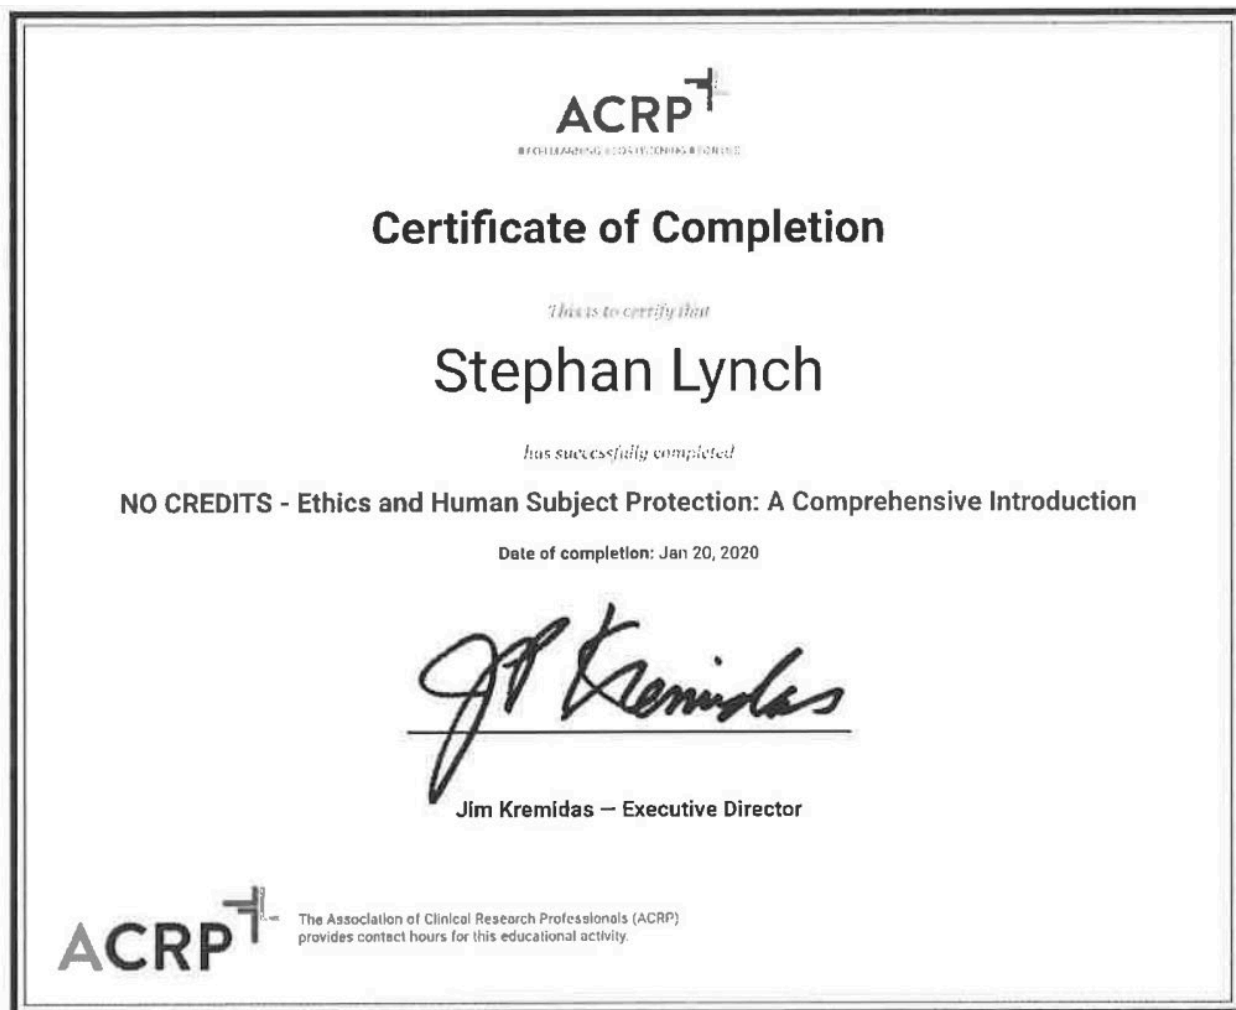 ACRP
Certificate of Completion
This is to certify that
Stephan Lynch
has successfully completed
NO CREDITS - Ethics and Human Subject Protection: A Comprehensive Introduction
Date of completion: Jan 20, 2020
JP Kremidas
Jim Kremidas — Executive Director
ACRP
The Association of Clinical Research Professionals (ACRP)
provides contact hours for this educational activity.